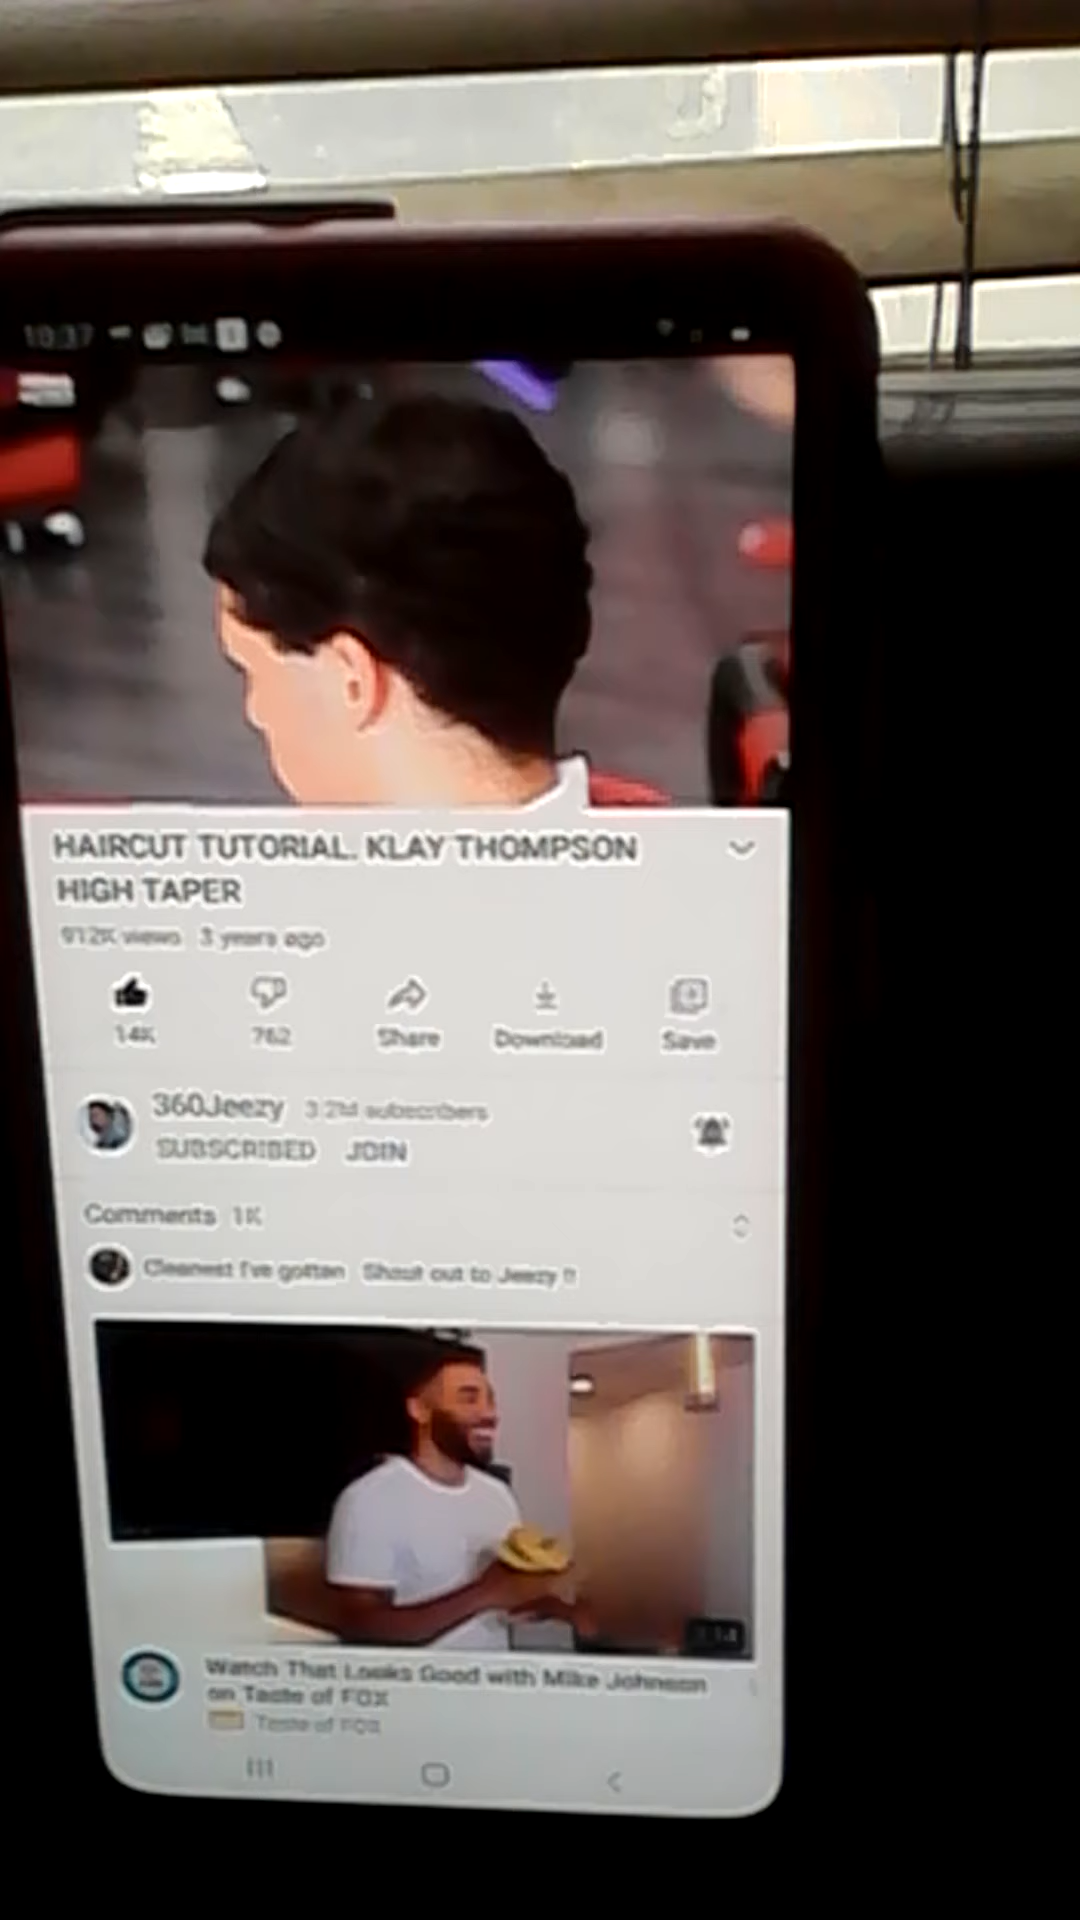 10:37
HAIRCUT TUTORIAL. KLAY THOMPSON
HIGH TAPER
912K views 3 years ago
14K 762 Share Download Save
360Jeezy 3.2M subscribers
SUBSCRIBED JOIN
Comments 1K
Cleanest I've gotten Shout out to Jeezy !!
Watch That Looks Good with Mike Johnson
on Taste of FOX
Taste of FOX